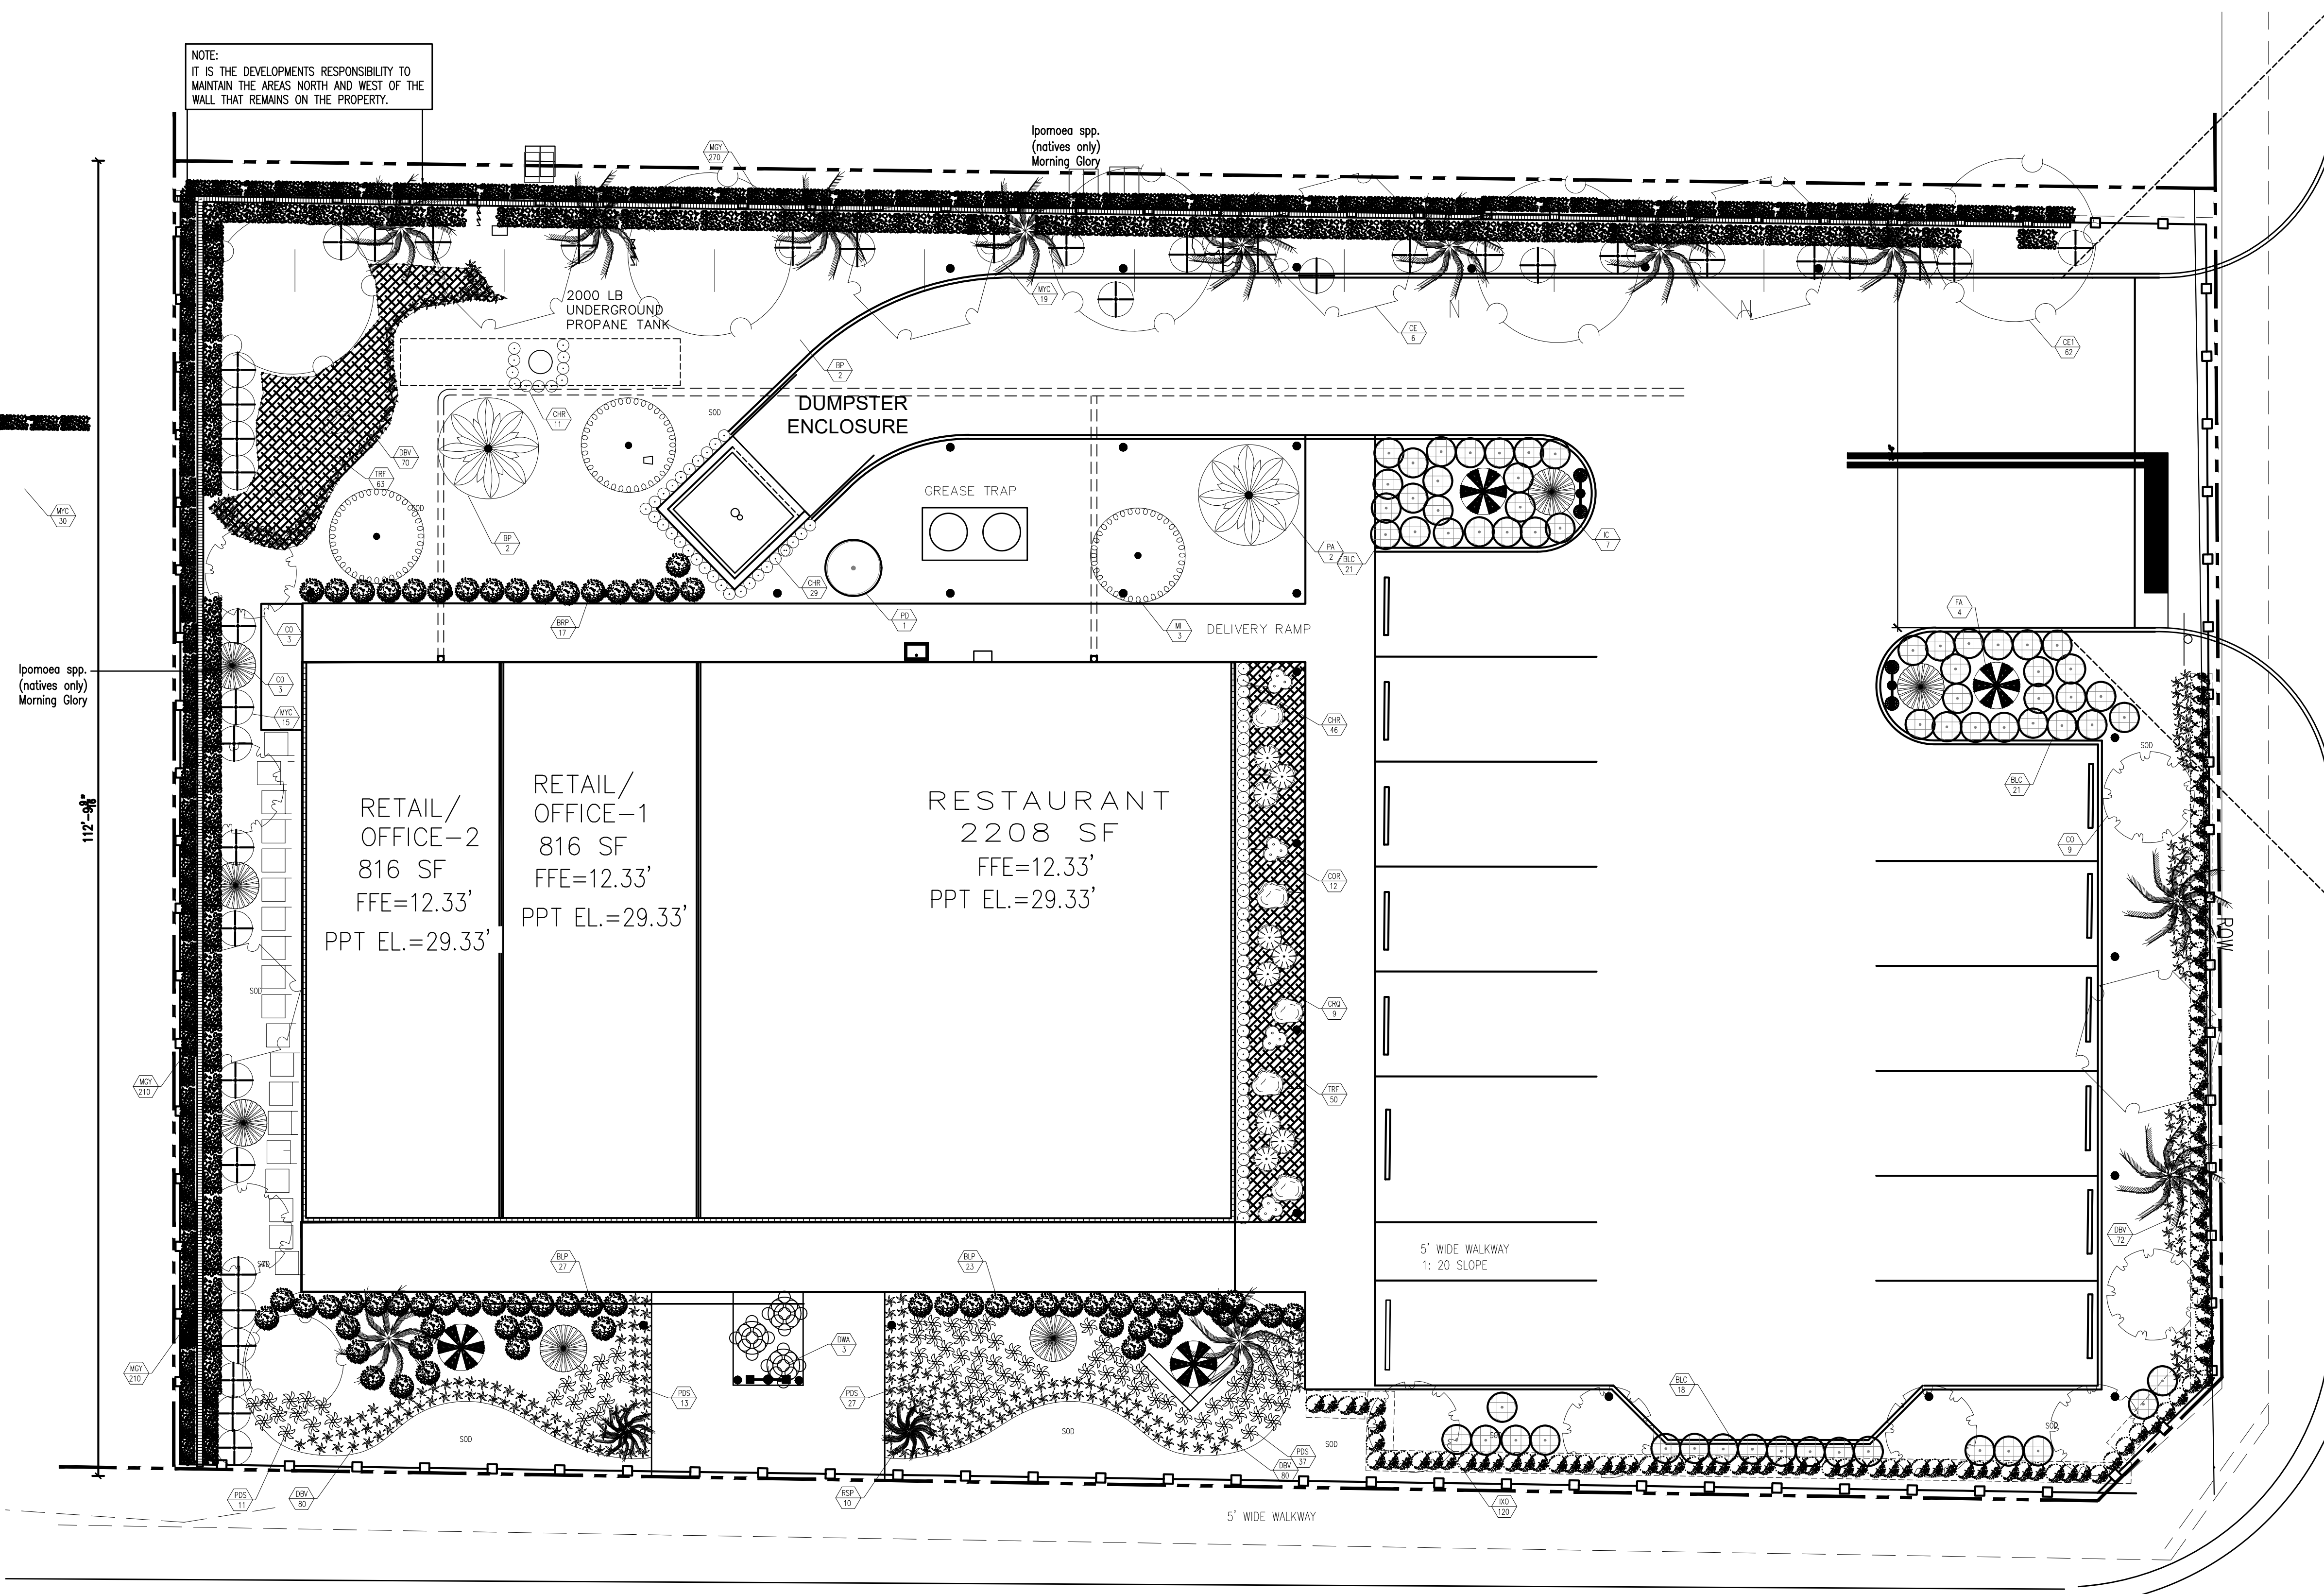 NOTE:
IT IS THE DEVELOPMENTS RESPONSIBILITY TO
MAINTAIN THE AREAS NORTH AND WEST OF THE
WALL THAT REMAINS ON THE PROPERTY.
MGY
270
Ipomoea spp.
(natives only)
Morning Glory
2000 LB
UNDERGROUND
PROPANE TANK
MYC
19
CE
6
CE1
62
N
N
BP
2
DUMPSTER
ENCLOSURE
SOD
CHR
11
DBV
70
TRF
63
SOD
MYC
30
BP
2
GREASE TRAP
PA
2
BLC
21
IC
7
CHR
29
BRP
17
PD
1
MI
3
DELIVERY RAMP
FA
4
CO
3
Ipomoea spp.
(natives only)
Morning Glory
CO
3
MYC
15
CHR
46
SOD
BLC
21
CO
9
112'-9
RETAIL/
OFFICE-2
816 SF
FFE=12.33'
PPT EL.=29.33'
RETAIL/
OFFICE-1
816 SF
FFE=12.33'
PPT EL.=29.33'
RESTAURANT
2208 SF
FFE=12.33'
PPT EL.=29.33'
COR
12
ROW
SOD
CRQ
9
MGY
210
TRF
50
DBV
72
SOD
BLP
27
BLP
23
5' WIDE WALKWAY
1: 20 SLOPE
MGY
210
DWA
3
PDS
13
PDS
27
BLC
18
SOD
SOD
SOD
SOD
PDS
37
DBV
80
PDS
11
DBV
80
RSP
10
IXO
120
5' WIDE WALKWAY